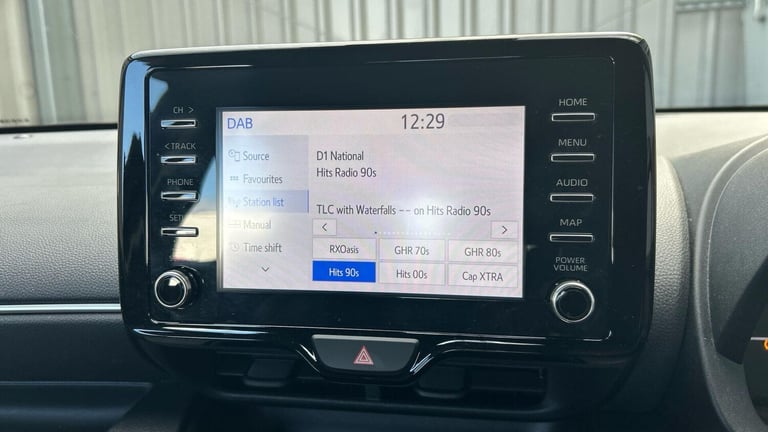 CH >
< TRACK
PHONE
DAB
12:29
Source
Favourites
Station list
Manual
Time shift
D1 National
Hits Radio 90s
TLC with Waterfalls -- on Hits Radio 90s
< >
RXOasis GHR 70s GHR 80s
Hits 90s Hits 00s Cap XTRA
HOME
MENU
AUDIO
MAP
POWER
VOLUME